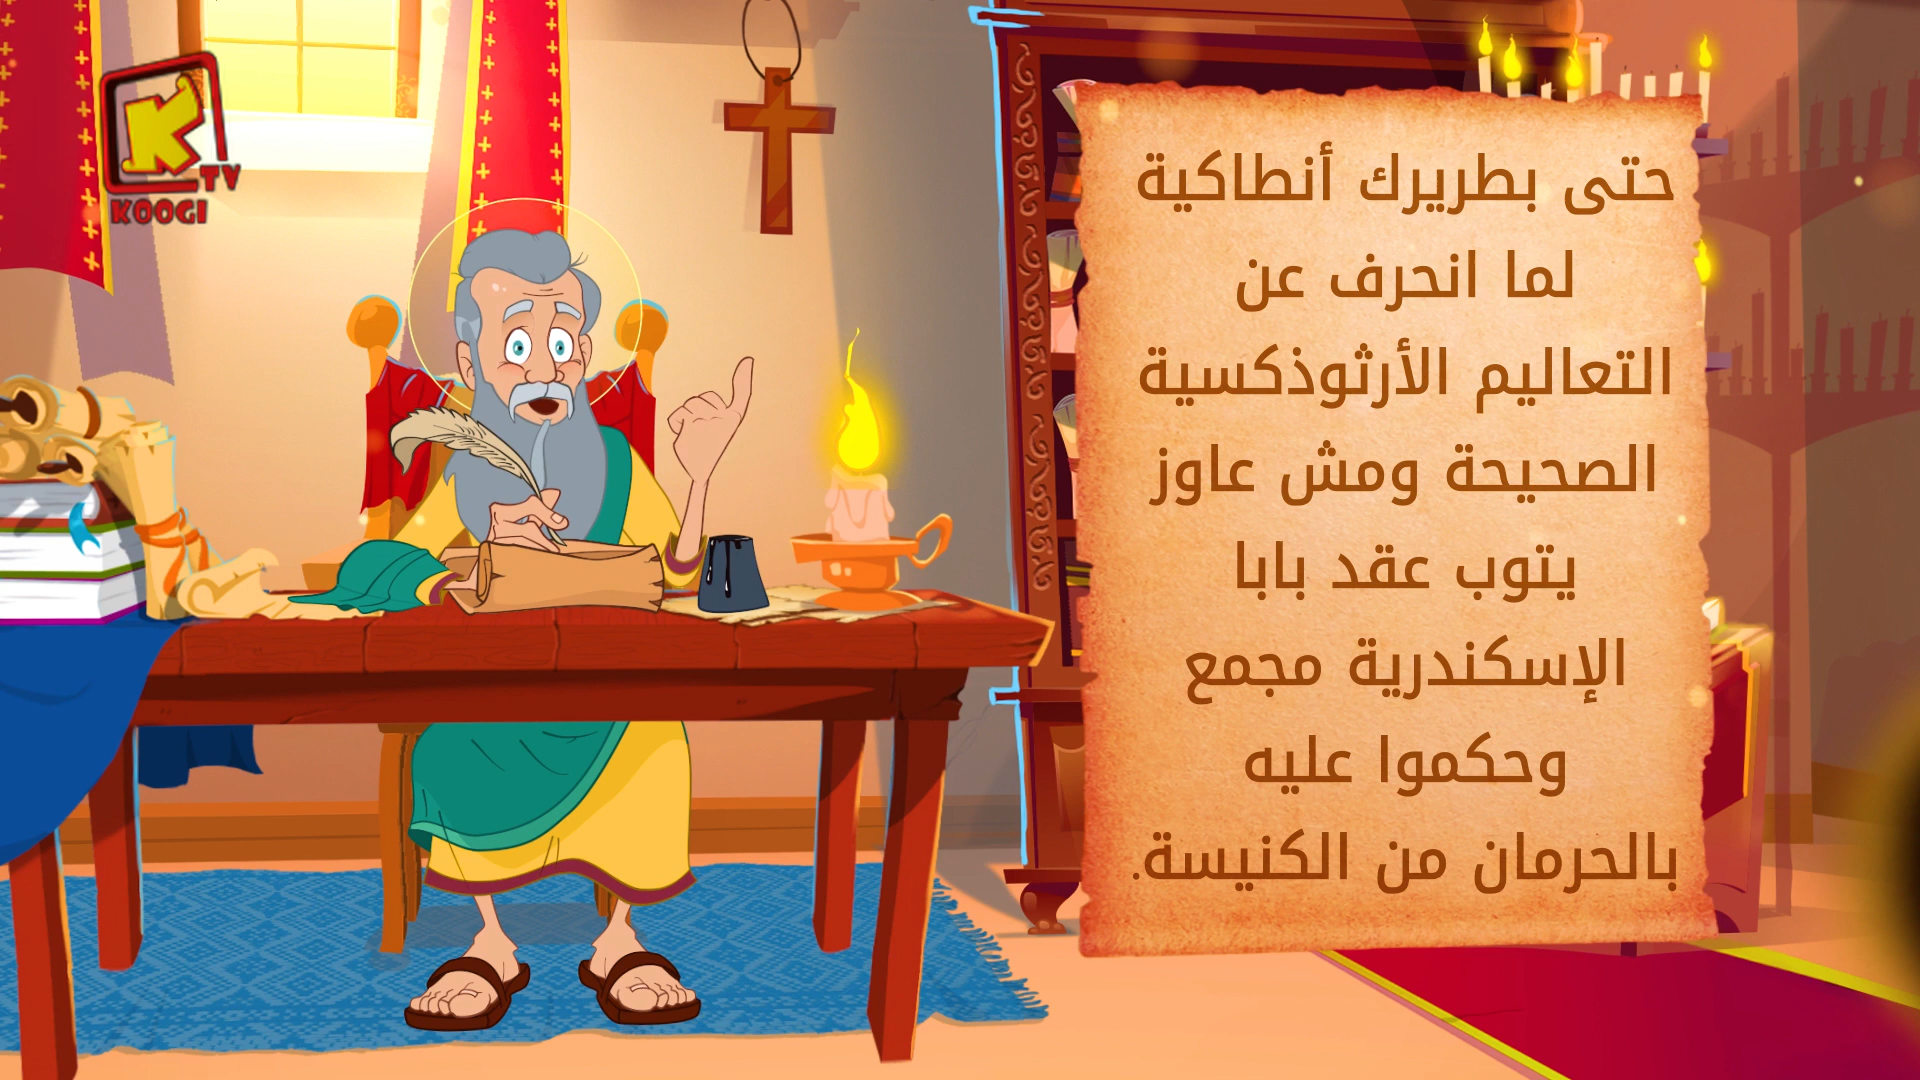 TV
KOOGI
حتى بطريرك أنطاكية
لما انحرف عن
التعاليم الأرثوذكسية
الصحيحة ومش عاوز
يتوب عقد بابا
الإسكندرية مجمع
وحكموا عليه
بالحرمان من الكنيسة.